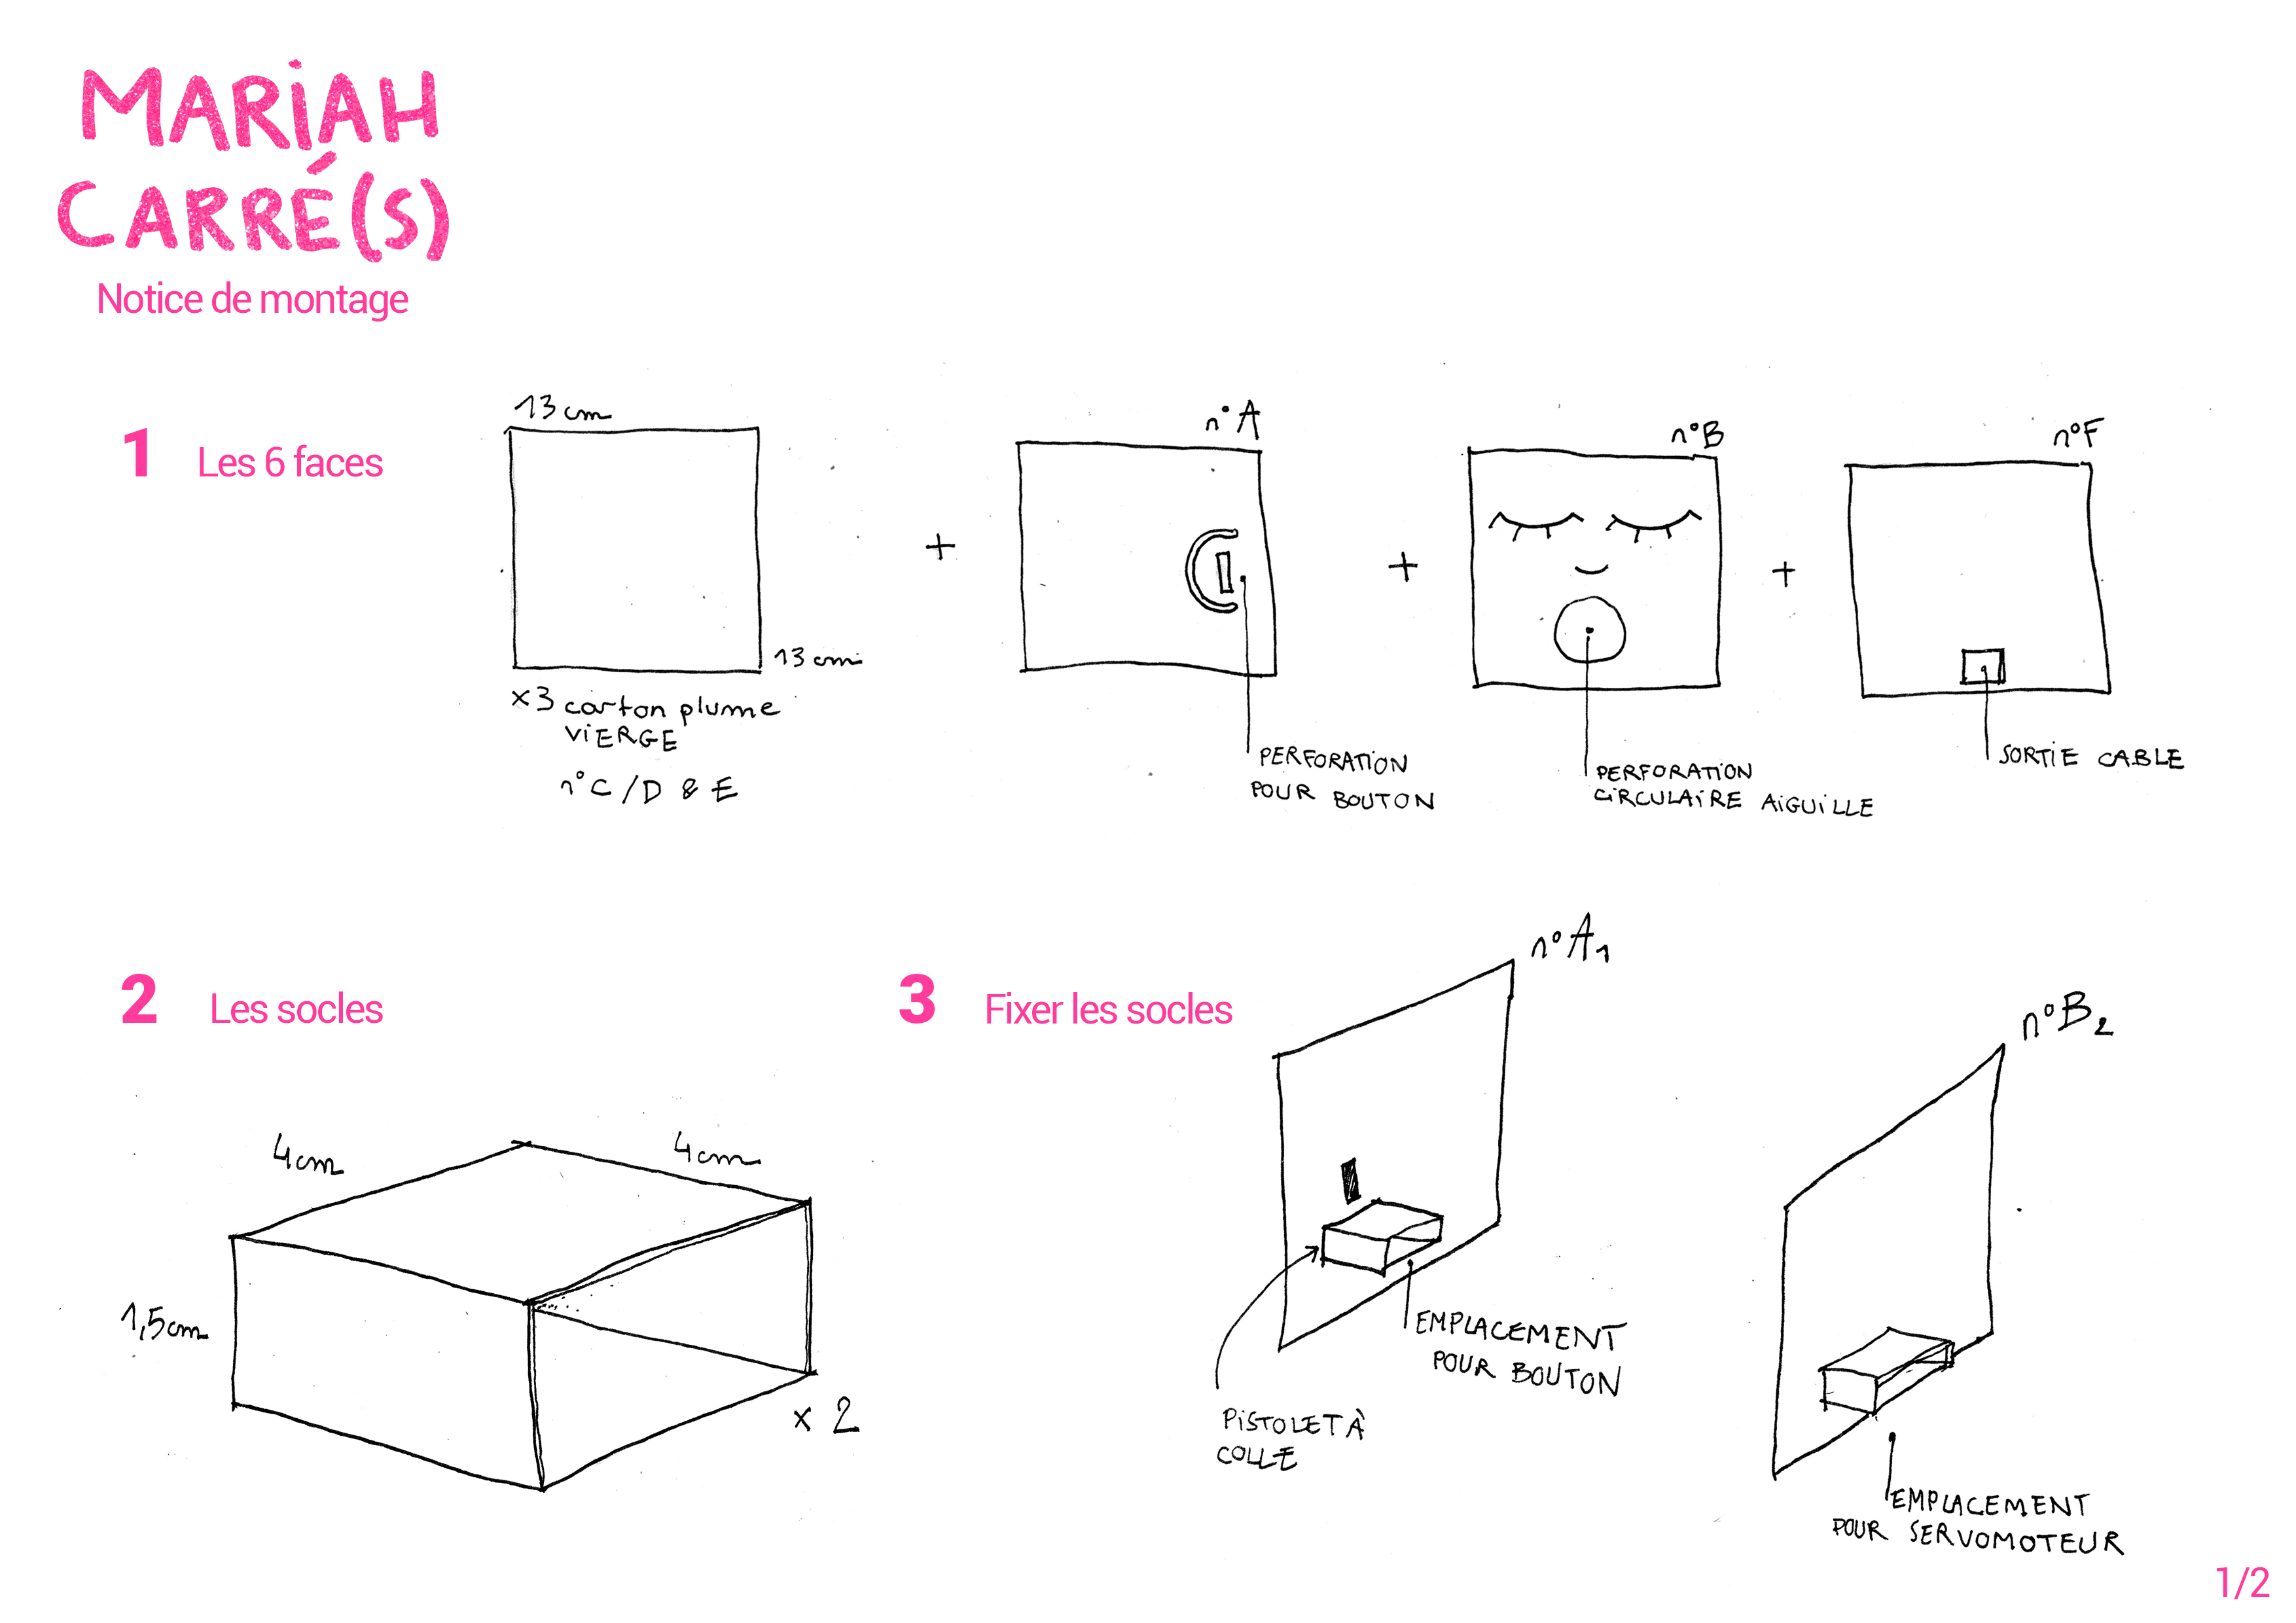 MARiAH
CARRÉ(S)
Notice de montage
1 Les 6 faces
13 cm
13 cm
x3 carton plume
ViERGE
n°C/D & E
+
n°A
PERFORATiON
POUR BOUTON
+
n°B
PERFORATiON
CiRCULAiRE AiGUiLLE
+
n°F
SORTiE CABLE
2 Les socles
4cm
4cm
1,5cm
x 2
3 Fixer les socles
n°A1
EMPLACEMENT
POUR BOUTON
PiSTOLET À
COLLE
n°B2
EMPLACEMENT
POUR SERVOMOTEUR
1/2